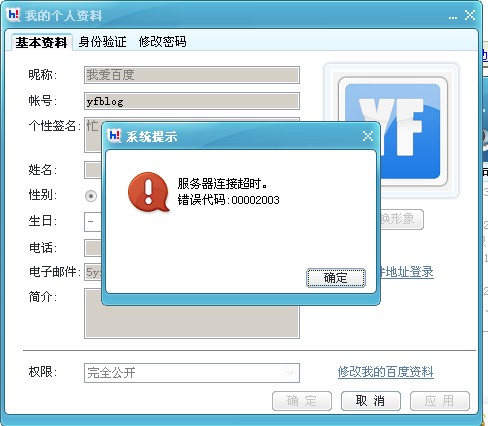 我的个人资料
基本资料 身份验证 修改密码
昵称: 我爱百度
帐号: yfblog
个性签名: 忙
系统提示
服务器连接超时。
错误代码:00002003
确定
YF
姓名:
性别:
换形象
生日: -
电话:
电子邮件: 5y
地址登录
简介:
权限: 完全公开
修改我的百度资料
确 定 取 消 应 用